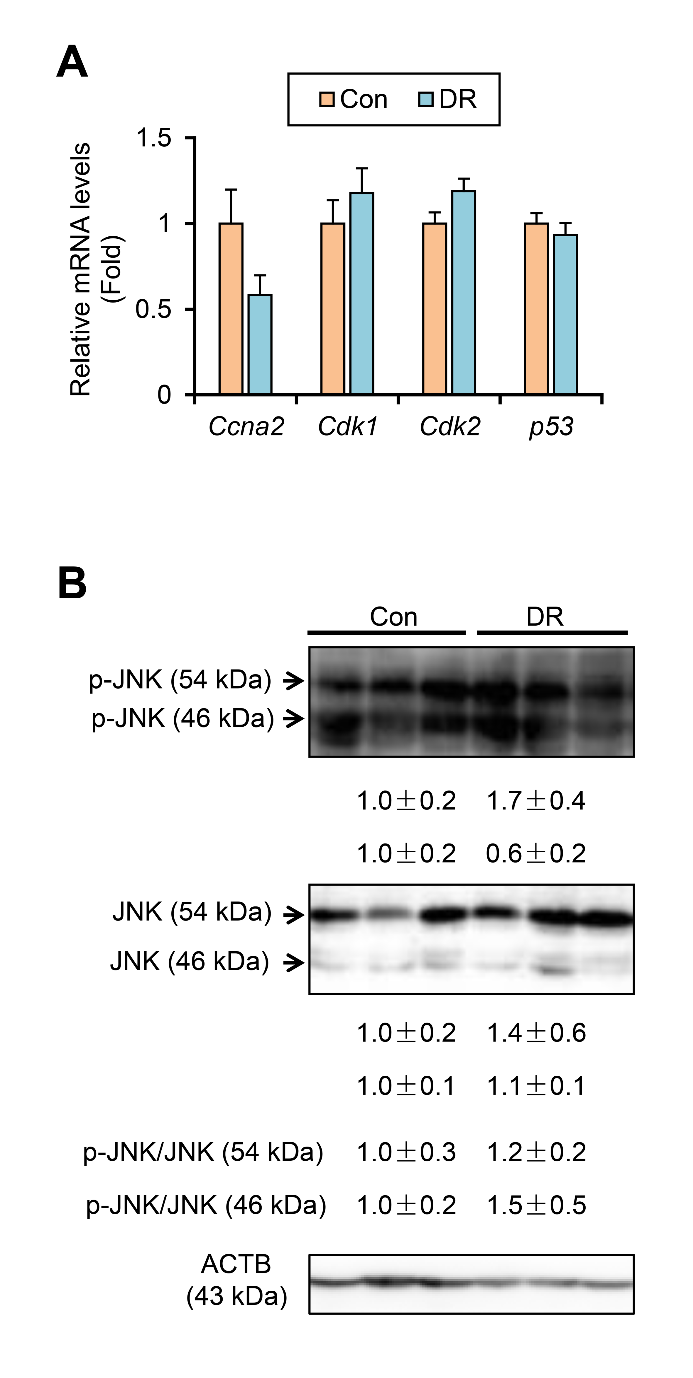 A
Con DR
Relative mRNA levels
(Fold)
1.5
1
0.5
0
Ccna2 Cdk1 Cdk2 p53
B
Con DR
p-JNK (54 kDa)
p-JNK (46 kDa)
1.0±0.2 1.7±0.4
1.0±0.2 0.6±0.2
JNK (54 kDa)
JNK (46 kDa)
1.0±0.2 1.4±0.6
1.0±0.1 1.1±0.1
p-JNK/JNK (54 kDa) 1.0±0.3 1.2±0.2
p-JNK/JNK (46 kDa) 1.0±0.2 1.5±0.5
ACTB
(43 kDa)